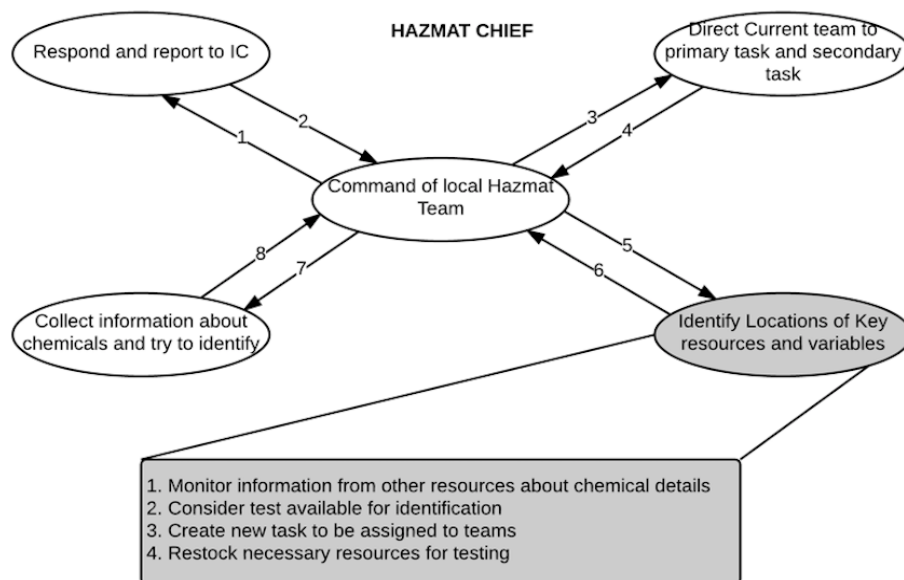 HAZMAT CHIEF
Respond and report to IC
Direct Current team to
primary task and secondary
task
1
2
3
4
Command of local Hazmat
Team
8
7
5
6
Collect information about
chemicals and try to identify
Identify Locations of Key
resources and variables
1. Monitor information from other resources about chemical details
2. Consider test available for identification
3. Create new task to be assigned to teams
4. Restock necessary resources for testing